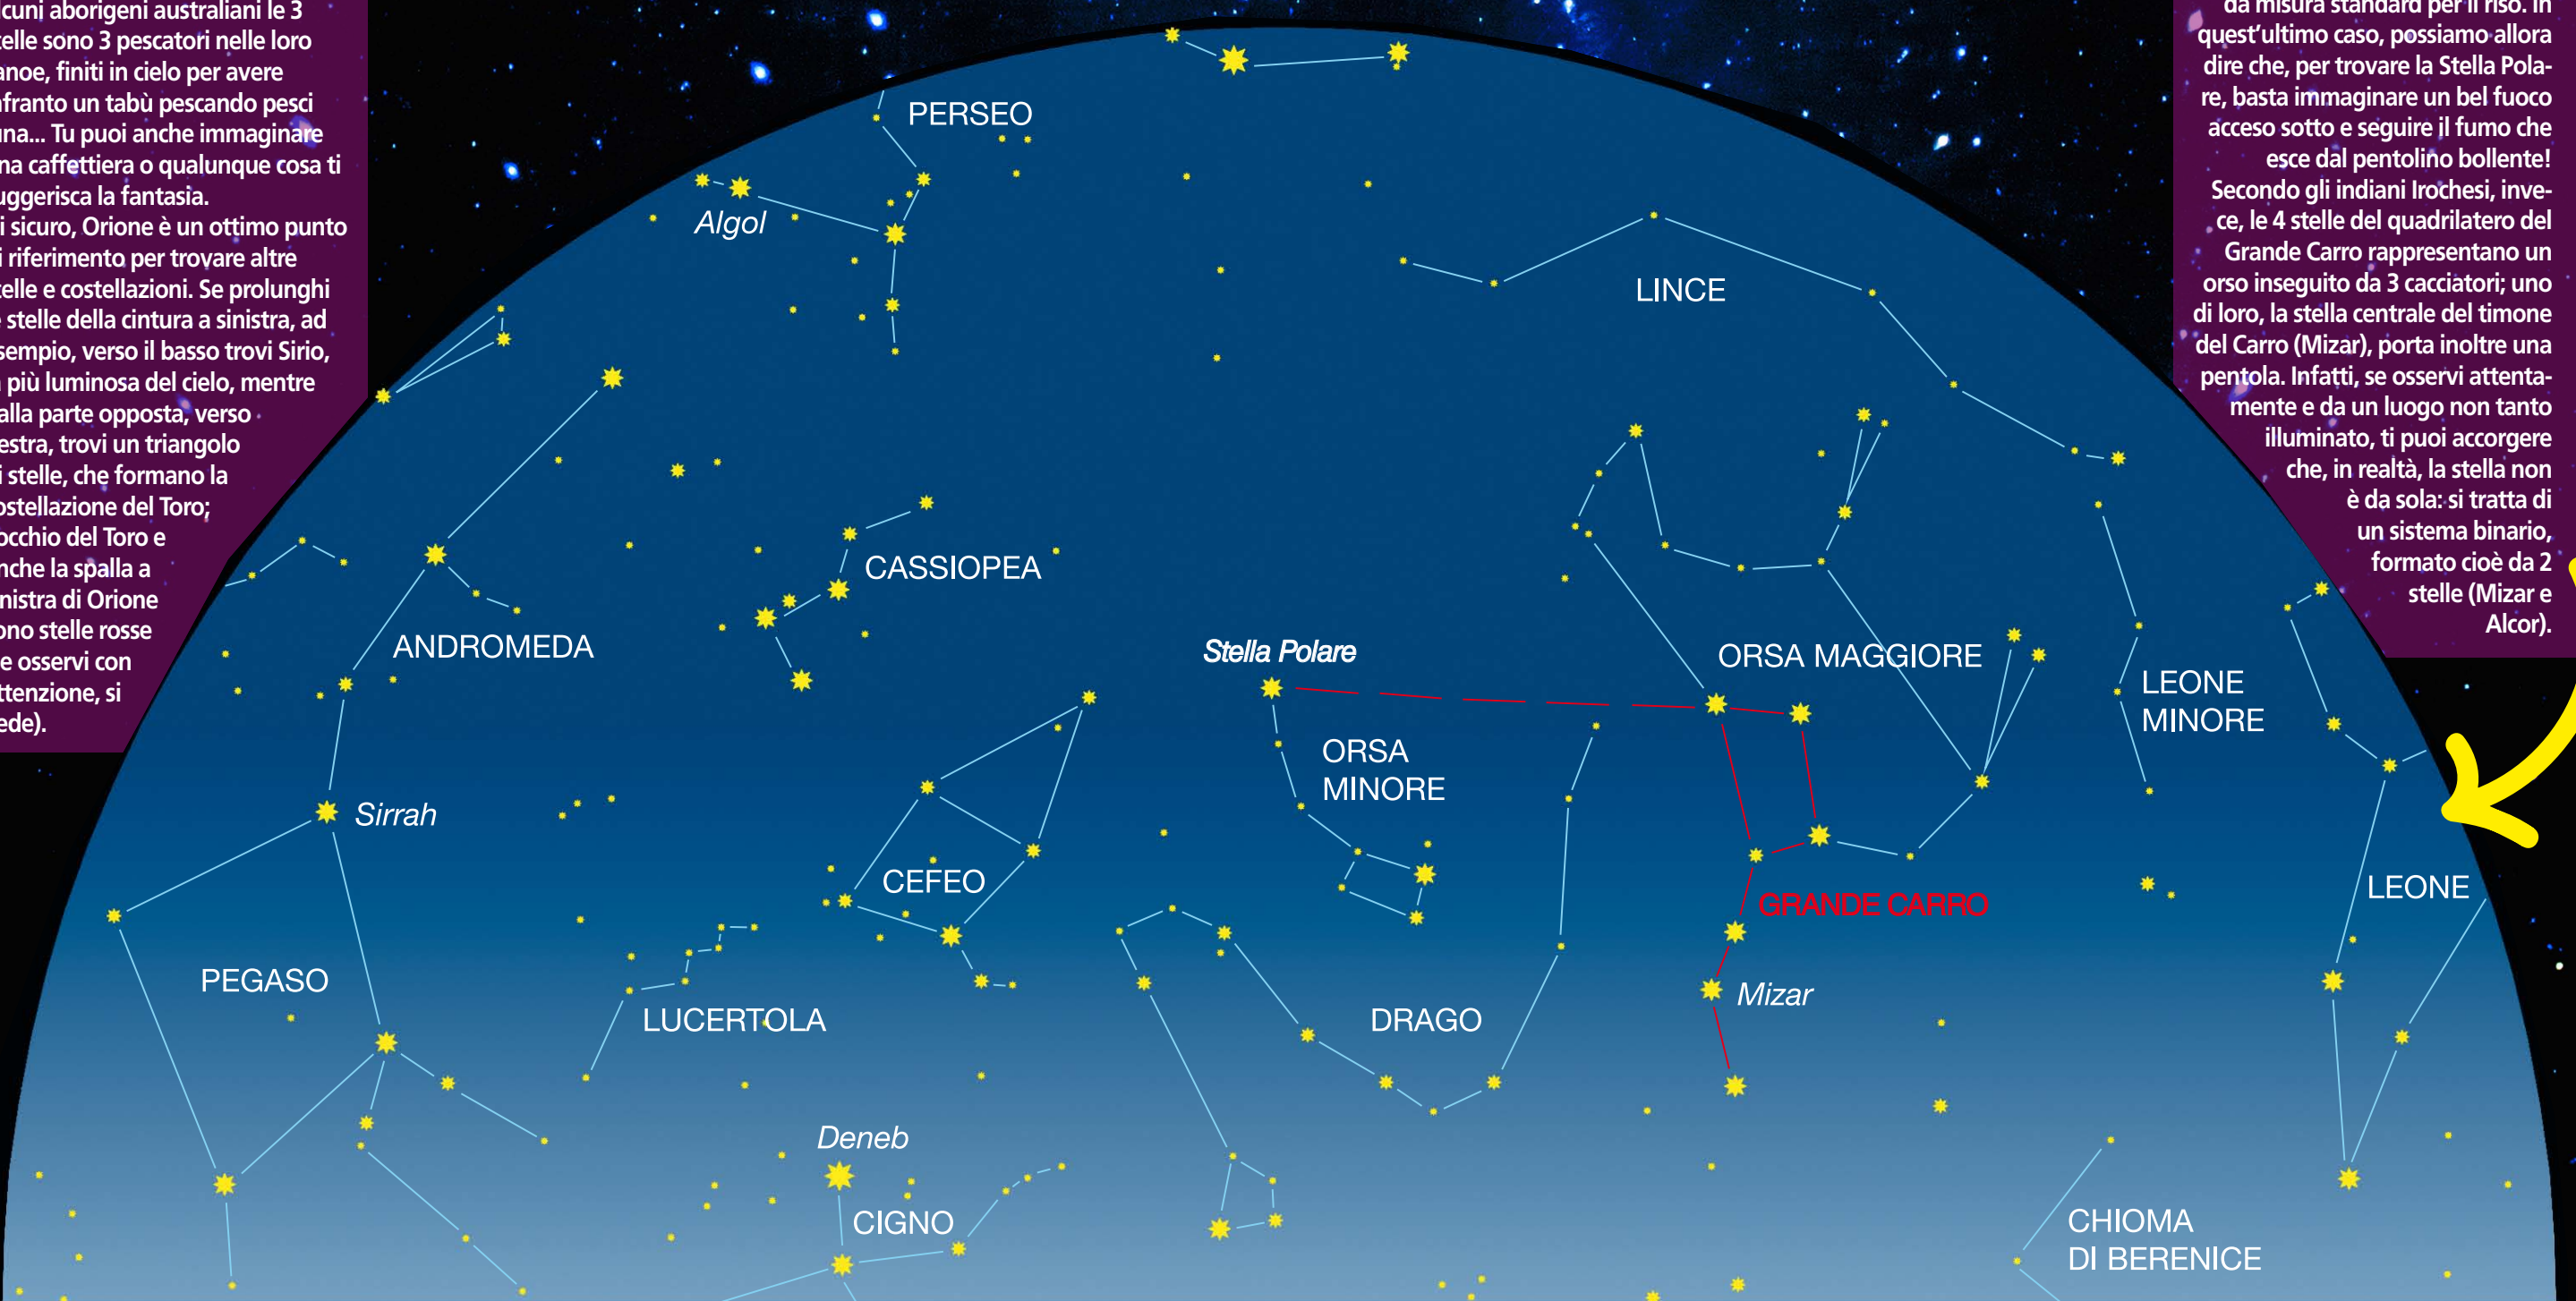 lcuni aborigeni australiani le 3
telle sono 3 pescatori nelle loro
anoe, finiti in cielo per avere
nfranto un tabù pescando pesci
una... Tu puoi anche immaginare
na caffettiera o qualunque cosa ti
uggerisca la fantasia.
i sicuro, Orione è un ottimo punto
i riferimento per trovare altre
telle e costellazioni. Se prolunghi
e stelle della cintura a sinistra, ad
sempio, verso il basso trovi Sirio,
a più luminosa del cielo, mentre
alla parte opposta, verso
estra, trovi un triangolo
i stelle, che formano la
ostellazione del Toro;
occhio del Toro e
nche la spalla a
nistra di Orione
ono stelle rosse
e osservi con
ttenzione, si
ede).
PERSEO
Algol
LINCE
CASSIOPEA
ANDROMEDA
Stella Polare
ORSA MAGGIORE
LEONE
MINORE
ORSA
MINORE
Sirrah
CEFEO
GRANDE CARRO
LEONE
PEGASO
LUCERTOLA
DRAGO
Mizar
Deneb
CIGNO
CHIOMA
DI BERENICE
da misura standard per il riso. In
quest'ultimo caso, possiamo allora
dire che, per trovare la Stella Pola-
re, basta immaginare un bel fuoco
acceso sotto e seguire il fumo che
esce dal pentolino bollente!
Secondo gli indiani Irochesi, inve-
ce, le 4 stelle del quadrilatero del
Grande Carro rappresentano un
orso inseguito da 3 cacciatori; uno
di loro, la stella centrale del timone
del Carro (Mizar), porta inoltre una
pentola. Infatti, se osservi attenta-
mente e da un luogo non tanto
illuminato, ti puoi accorgere
che, in realtà, la stella non
è da sola: si tratta di
un sistema binario,
formato cioè da 2
stelle (Mizar e
Alcor).